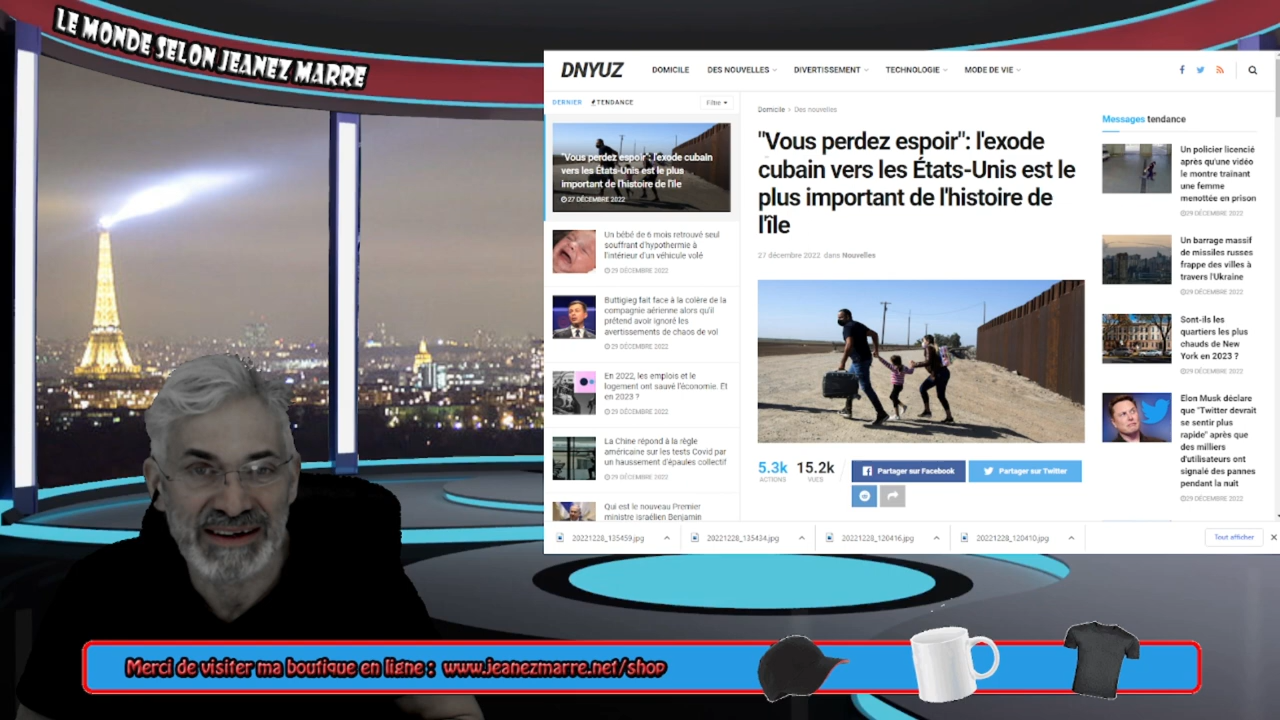 LE MONDE SELON JEANEZ MARRE
DNYUZ
DOMICILE
DES NOUVELLES
DIVERTISSEMENT
TECHNOLOGIE
MODE DE VIE
DERNIER
TENDANCE
Filtre
"Vous perdez espoir": l'exode cubain
vers les États-Unis est le plus
important de l'histoire de l'île
27 DÉCEMBRE 2022
Un bébé de 6 mois retrouvé seul
souffrant d'hypothermie à
l'intérieur d'un véhicule volé
29 DÉCEMBRE 2022
Buttigieg fait face à la colère de la
compagnie aérienne alors qu'il
prétend avoir ignoré les
avertissements de chaos de vol
29 DÉCEMBRE 2022
En 2022, les emplois et le
logement ont sauvé l'économie. Et
en 2023 ?
29 DÉCEMBRE 2022
La Chine répond à la règle
américaine sur les tests Covid par
un haussement d'épaules collectif
29 DÉCEMBRE 2022
Qui est le nouveau Premier
ministre israélien Benjamin
Domicile > Des nouvelles
"Vous perdez espoir": l'exode
cubain vers les États-Unis est le
plus important de l'histoire de
l'île
27 décembre 2022 dans Nouvelles
5.3k 15.2k
ACTIONS VUES
Partager sur Facebook
Partager sur Twitter
Messages tendance
Un policier licencié
après qu'une vidéo
le montre traînant
une femme
menottée en prison
29 DÉCEMBRE 2022
Un barrage massif
de missiles russes
frappe des villes à
travers l'Ukraine
29 DÉCEMBRE 2022
Sont-ils les
quartiers les plus
chauds de New
York en 2023 ?
29 DÉCEMBRE 2022
Elon Musk déclare
que "Twitter devrait
se sentir plus
rapide" après que
des milliers
d'utilisateurs ont
signalé des pannes
pendant la nuit
29 DÉCEMBRE 2022
20221228_135459.jpg
20221228_135434.jpg
20221228_120416.jpg
20221228_120410.jpg
Tout afficher
Merci de visiter ma boutique en ligne : www.jeanezmarre.net/shop